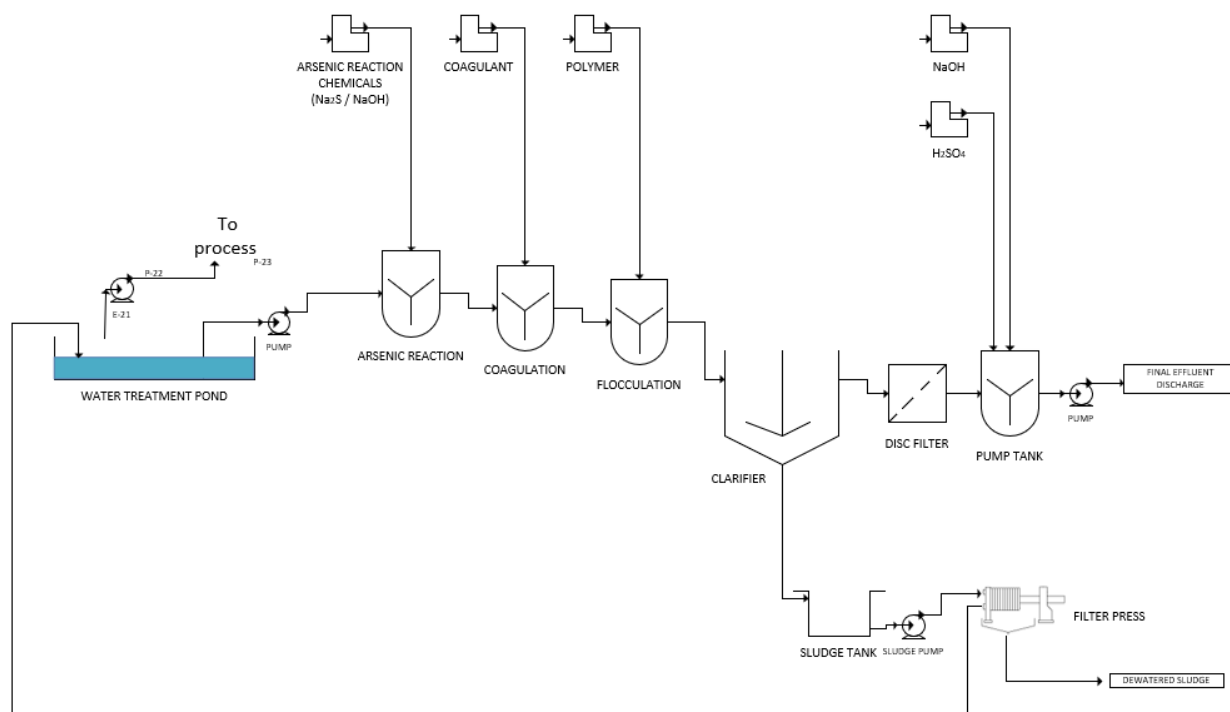 ARSENIC REACTION
CHEMICALS
(Na₂S / NaOH)
COAGULANT
POLYMER
NaOH
H₂SO₄
To
process
P-22
P-23
E-21
PUMP
WATER TREATMENT POND
ARSENIC REACTION
COAGULATION
FLOCCULATION
CLARIFIER
DISC FILTER
PUMP TANK
PUMP
FINAL EFFLUENT
DISCHARGE
SLUDGE TANK
SLUDGE PUMP
FILTER PRESS
DEWATERED SLUDGE